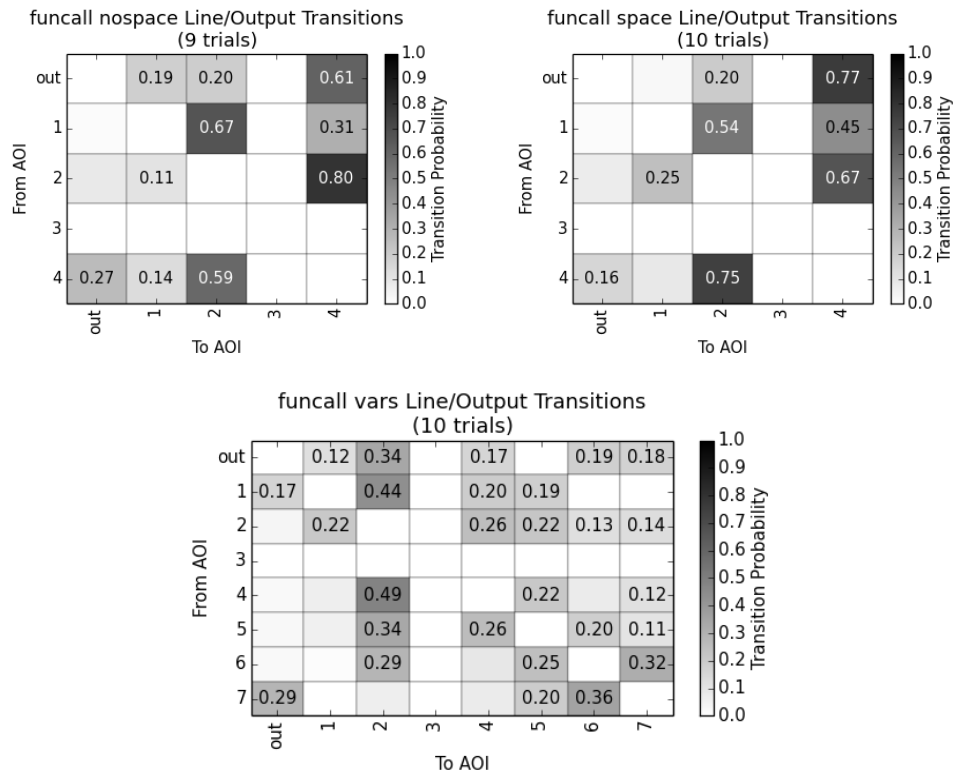 funcall nospace Line/Output Transitions
(9 trials)
out 0.19 0.20 0.61
1 0.67 0.31
2 0.11 0.80
3
4 0.27 0.14 0.59
out 1 2 3 4
From AOI
To AOI
1.0
0.9
0.8
0.7
0.6
0.5
0.4
0.3
0.2
0.1
0.0
Transition Probability
funcall space Line/Output Transitions
(10 trials)
out 0.20 0.77
1 0.54 0.45
2 0.25 0.67
3
4 0.16 0.75
out 1 2 3 4
From AOI
To AOI
1.0
0.9
0.8
0.7
0.6
0.5
0.4
0.3
0.2
0.1
0.0
Transition Probability
funcall vars Line/Output Transitions
(10 trials)
out 0.12 0.34 0.17 0.19 0.18
1 0.17 0.44 0.20 0.19
2 0.22 0.26 0.22 0.13 0.14
3
4 0.49 0.22 0.12
5 0.34 0.26 0.20 0.11
6 0.29 0.25 0.32
7 0.29 0.20 0.36
out 1 2 3 4 5 6 7
From AOI
To AOI
1.0
0.9
0.8
0.7
0.6
0.5
0.4
0.3
0.2
0.1
0.0
Transition Probability